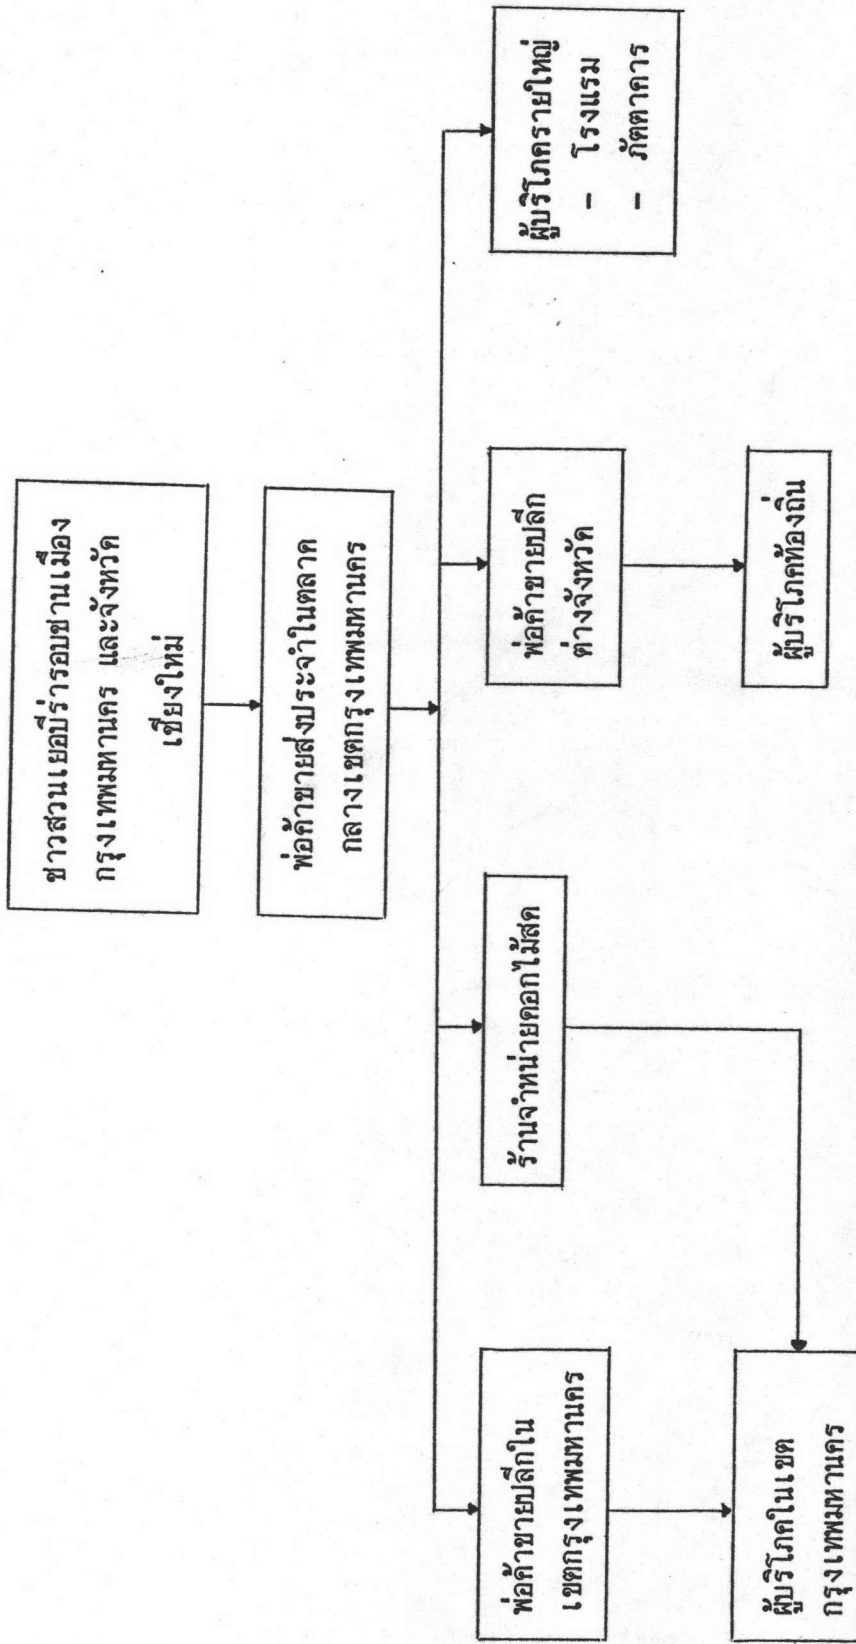 ชาวสวนเยอบีร่ารอบชานเมือง
กรุงเทพมหานคร และจังหวัด
เชียงใหม่
พ่อค้าขายส่งประจำในตลาด
กลางเขตกรุงเทพมหานคร
พ่อค้าขายปลีกใน
เขตกรุงเทพมหานคร
ร้านจำหน่ายดอกไม้สด
พ่อค้าขายปลีก
ต่างจังหวัด
ผู้บริโภครายใหญ่
- โรงแรม
- ภัตตาคาร
ผู้บริโภคในเขต
กรุงเทพมหานคร
ผู้บริโภคท้องถิ่น